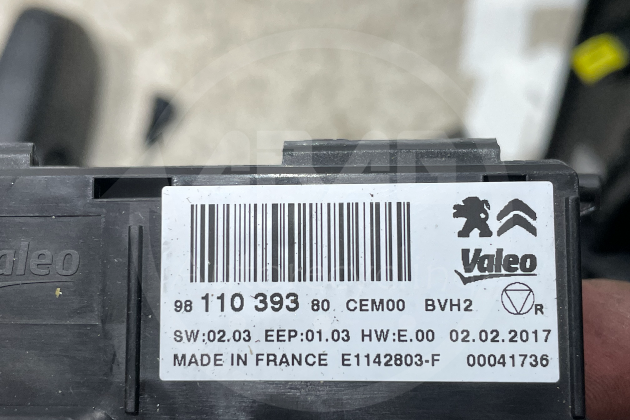 Valeo
98 110 393 80 CEM00 BVH2
R
SW:02.03 EEP:01.03 HW:E.00 02.02.2017
MADE IN FRANCE E1142803-F 00041736